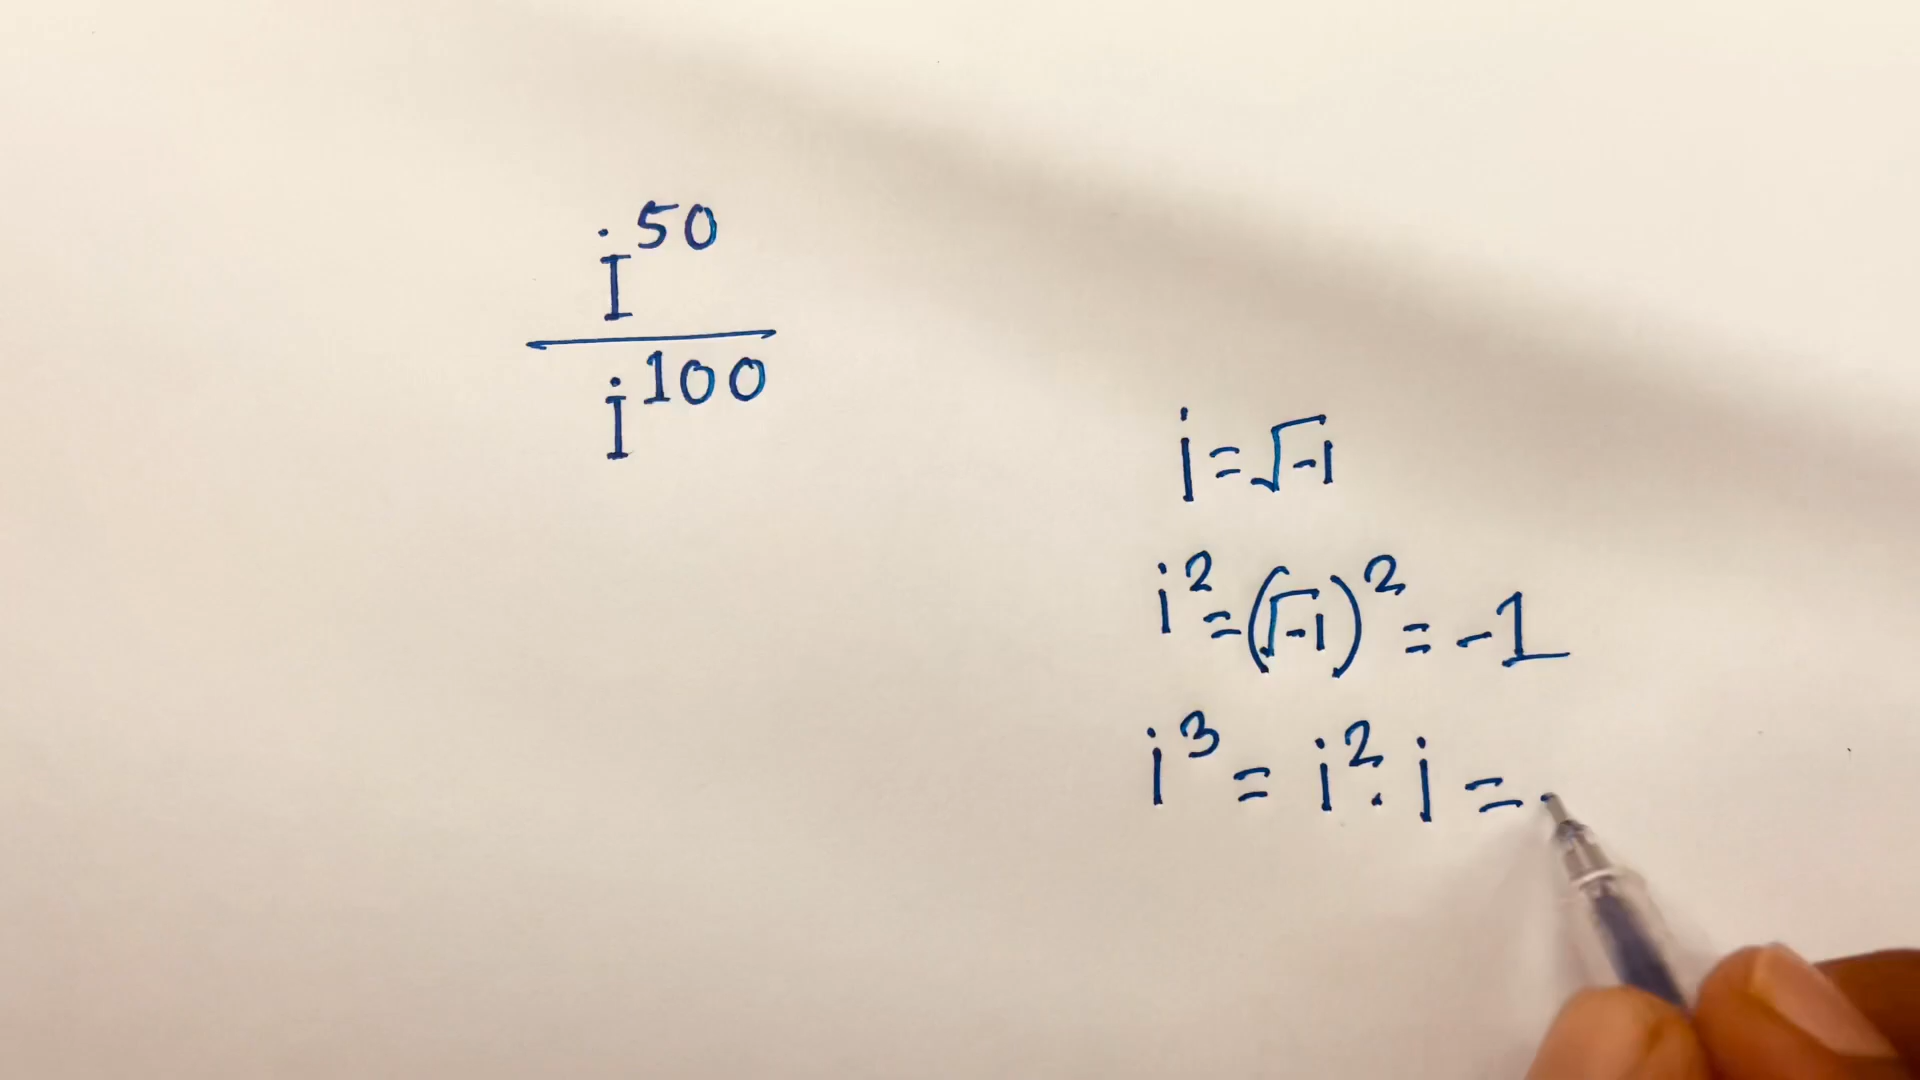 i^50
i^100
i = √-1
i^2 = (√-1)^2 = -1
i^3 = i^2 . i = -